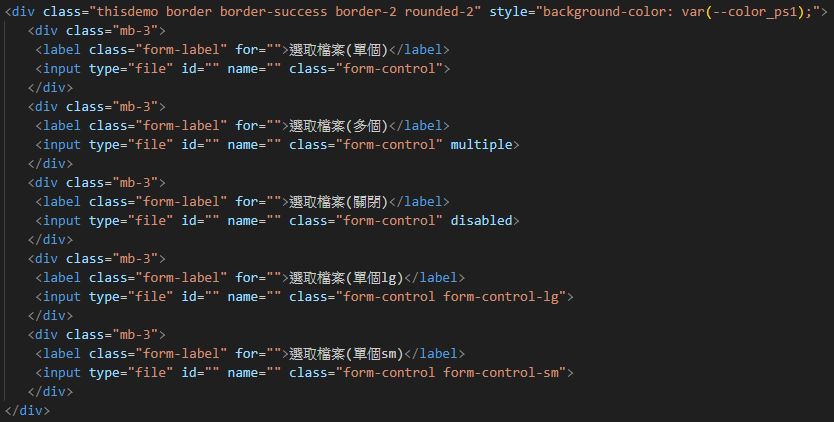 <div class="thisdemo border border-success border-2 rounded-2" style="background-color: var(--color_ps1);">
<div class="mb-3">
<label class="form-label" for="">選取檔案(單個)</label>
<input type="file" id="" name="" class="form-control">
</div>
<div class="mb-3">
<label class="form-label" for="">選取檔案(多個)</label>
<input type="file" id="" name="" class="form-control" multiple>
</div>
<div class="mb-3">
<label class="form-label" for="">選取檔案(關閉)</label>
<input type="file" id="" name="" class="form-control" disabled>
</div>
<div class="mb-3">
<label class="form-label" for="">選取檔案(單個lg)</label>
<input type="file" id="" name="" class="form-control form-control-lg">
</div>
<div class="mb-3">
<label class="form-label" for="">選取檔案(單個sm)</label>
<input type="file" id="" name="" class="form-control form-control-sm">
</div>
</div>